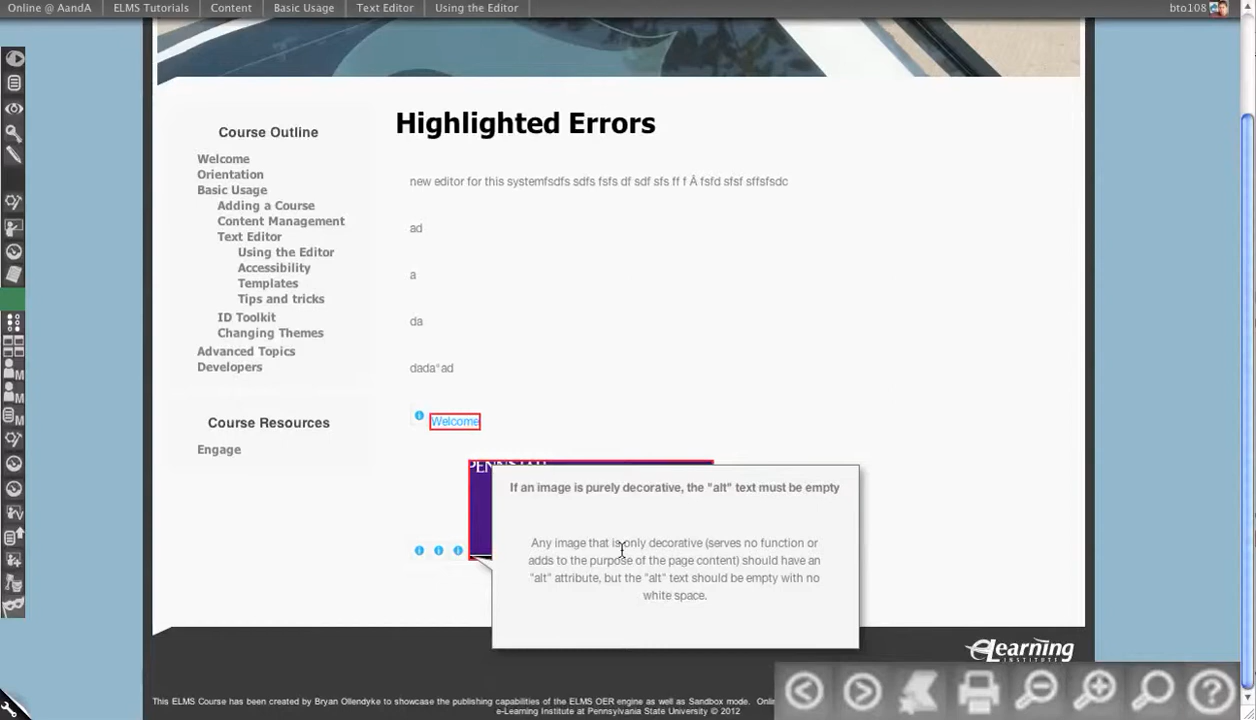 Online @ AandA ELMS Tutorials Content Basic Usage Text Editor Using the Editor bto108
Highlighted Errors
Course Outline
Welcome
Orientation
Basic Usage
Adding a Course
Content Management
Text Editor
Using the Editor
Accessibility
Templates
Tips and tricks
ID Toolkit
Changing Themes
Advanced Topics
Developers
Course Resources
Engage
new editor for this systemfsdfs sdfs fsfs df sdf sfs ff f Â fsfd sfsf sffsfsdc
ad
a
da
dada*ad
Welcome
If an image is purely decorative, the "alt" text must be empty
Any image that is only decorative (serves no function or
adds to the purpose of the page content) should have an
"alt" attribute, but the "alt" text should be empty with no
white space.
eLearning
INSTITUTE
This ELMS Course has been created by Bryan Ollendyke to showcase the publishing capabilities of the ELMS OER engine as well as Sandbox mode.
e-Learning Institute at Pennsylvania State University © 2012